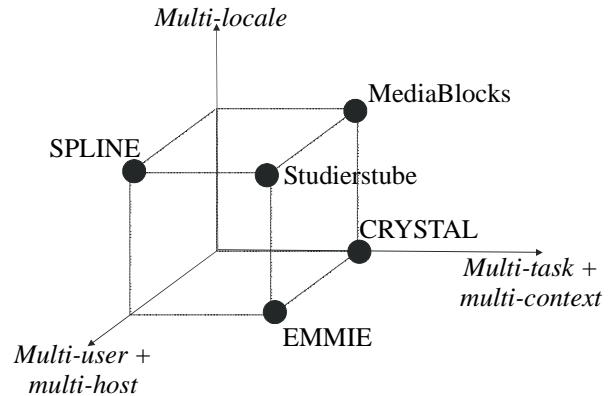 Multi-locale
MediaBlocks
SPLINE
Studierstube
CRYSTAL
Multi-task +
multi-context
EMMIE
Multi-user +
multi-host